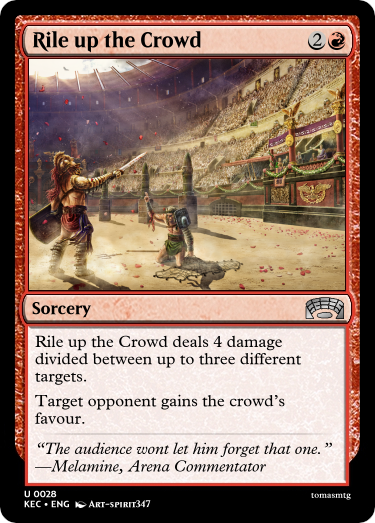 Rile up the Crowd 2
Sorcery
Rile up the Crowd deals 4 damage
divided between up to three different
targets.
Target opponent gains the crowd's
favour.
“The audience wont let him forget that one.”
—Melamine, Arena Commentator
U 0028
KEC • ENG Art-spirit347
tomasmtg